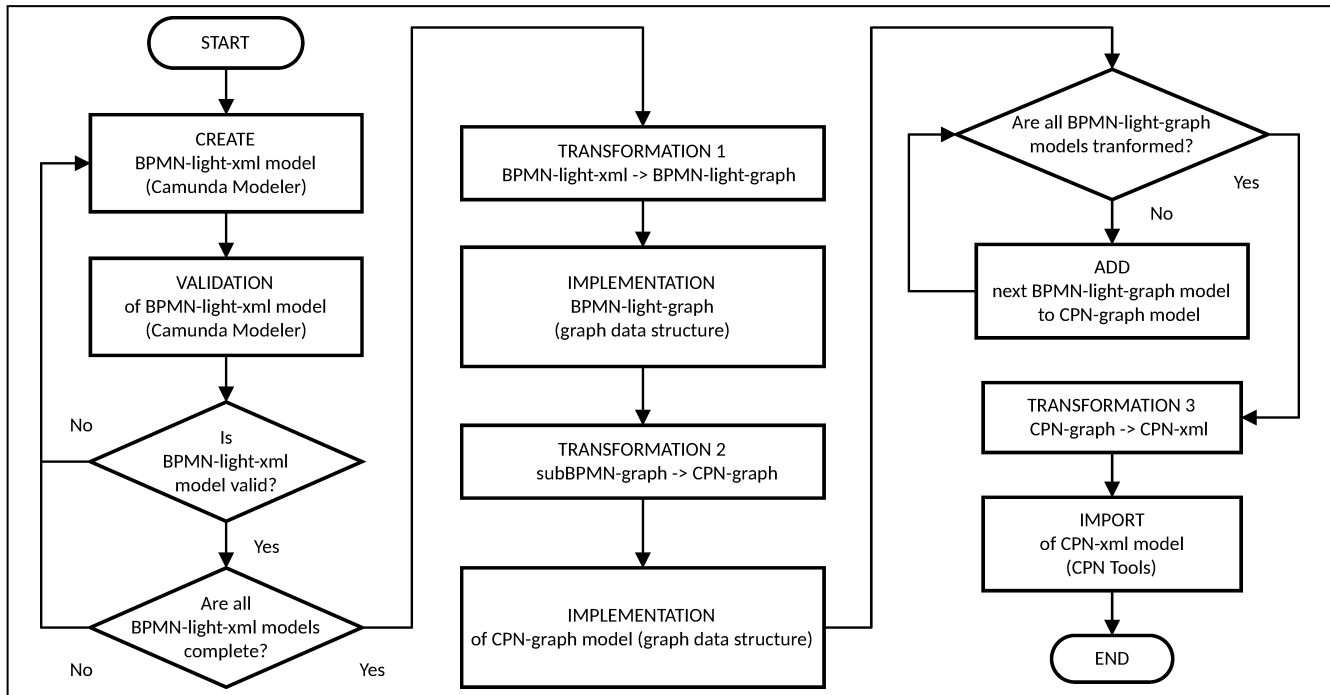 START
CREATE
BPMN-light-xml model
(Camunda Modeler)
VALIDATION
of BPMN-light-xml model
(Camunda Modeler)
No
Is
BPMN-light-xml
model valid?
Yes
Are all
BPMN-light-xml models
complete?
No
Yes
TRANSFORMATION 1
BPMN-light-xml -> BPMN-light-graph
IMPLEMENTATION
BPMN-light-graph
(graph data structure)
TRANSFORMATION 2
subBPMN-graph -> CPN-graph
IMPLEMENTATION
of CPN-graph model (graph data structure)
Are all BPMN-light-graph
models tranformed?
Yes
No
ADD
next BPMN-light-graph model
to CPN-graph model
TRANSFORMATION 3
CPN-graph -> CPN-xml
IMPORT
of CPN-xml model
(CPN Tools)
END